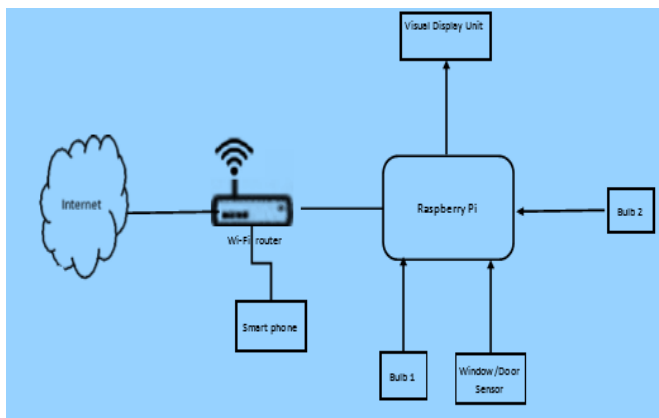 Visual Display Unit
Internet
Wi-Fi router
Raspberry Pi
Bulb 2
Smart phone
Bulb 1
Window/Door
Sensor